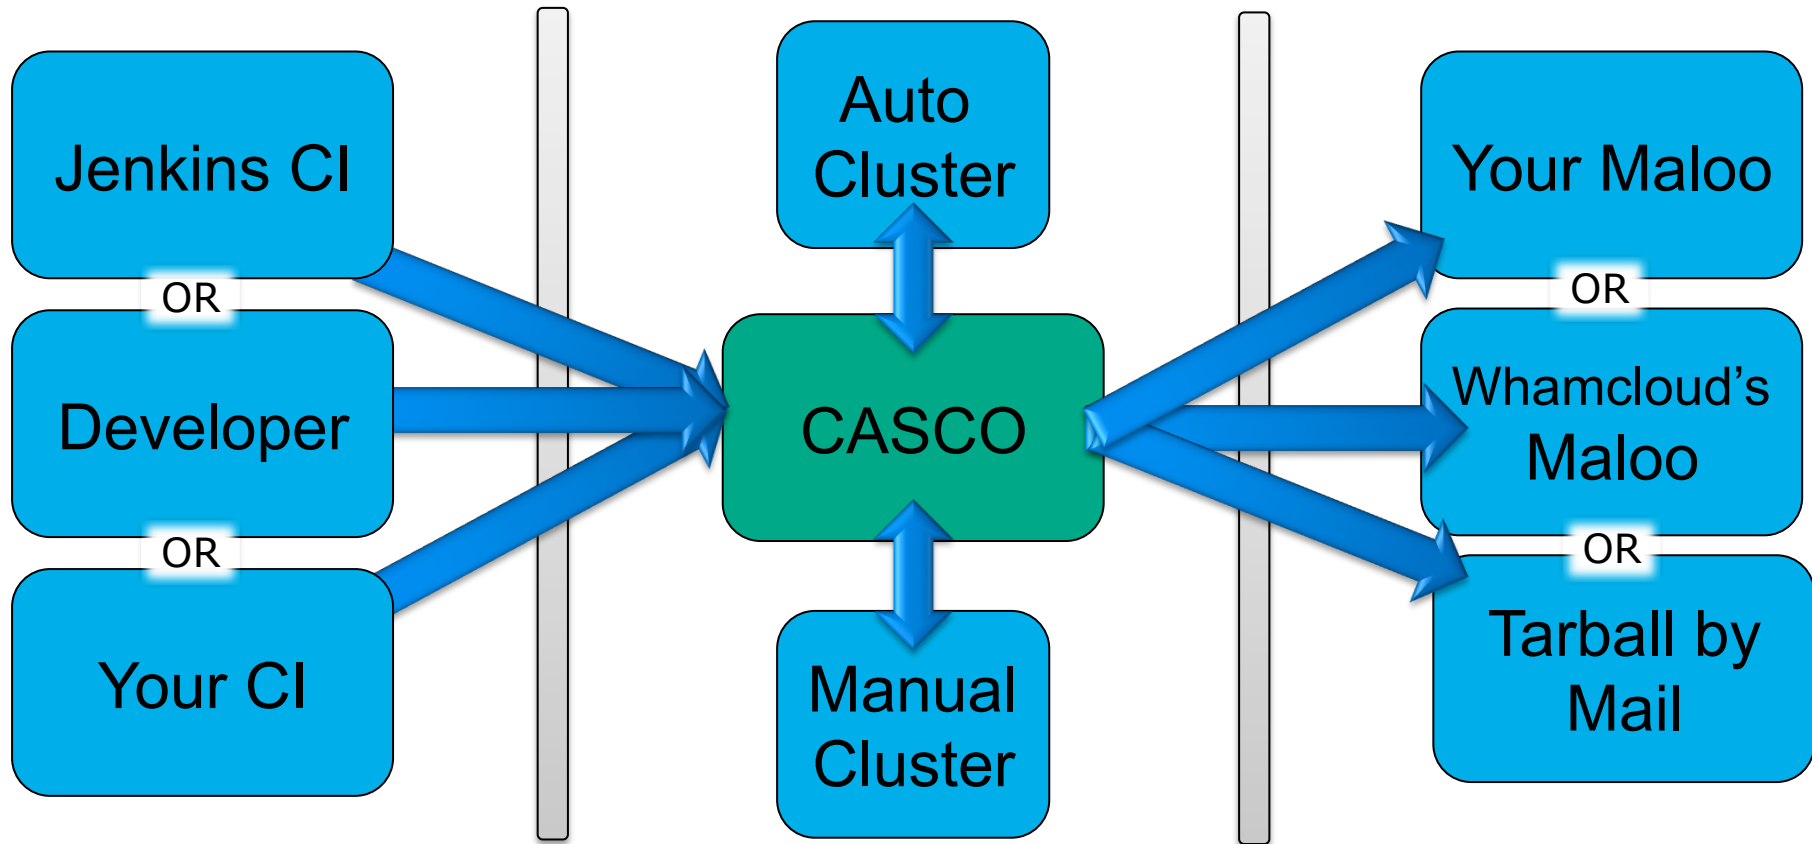 Jenkins CI
OR
Developer
OR
Your CI
Auto
Cluster
CASCO
Manual
Cluster
Your Maloo
OR
Whamcloud’s
Maloo
OR
Tarball by
Mail